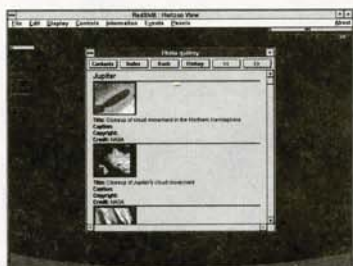 RedShift - Horizon View
File Edit Display Controls Information Events Panels About
Photo gallery
Contents Index Back History << >>
Jupiter
Title: Closeup of cloud movement in the Northern Hemisphere
Caption:
Copyright:
Credit: NASA
Title: Closeup of Jupiter's cloud movement
Caption:
Copyright:
Credit: NASA